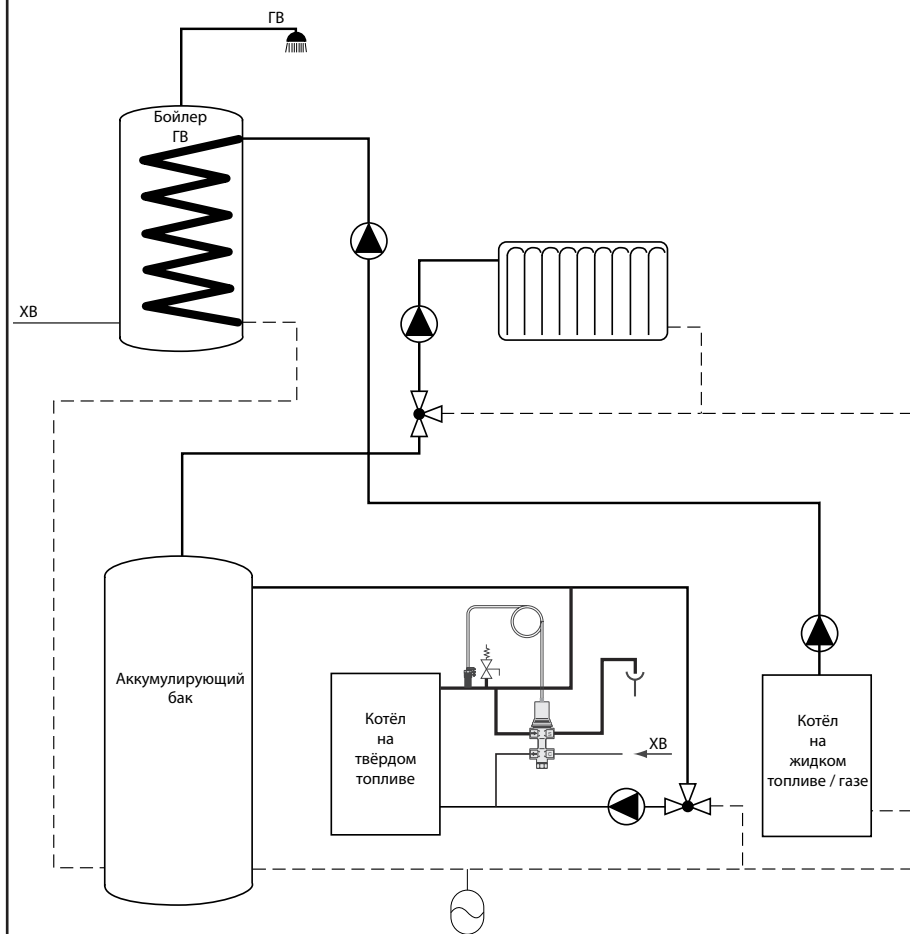 ГВ
Бойлер
ГВ
ХВ
Аккумулирующий
бак
Котёл
на
твёрдом
топливе
ХВ
Котёл
на
жидком
топливе / газе